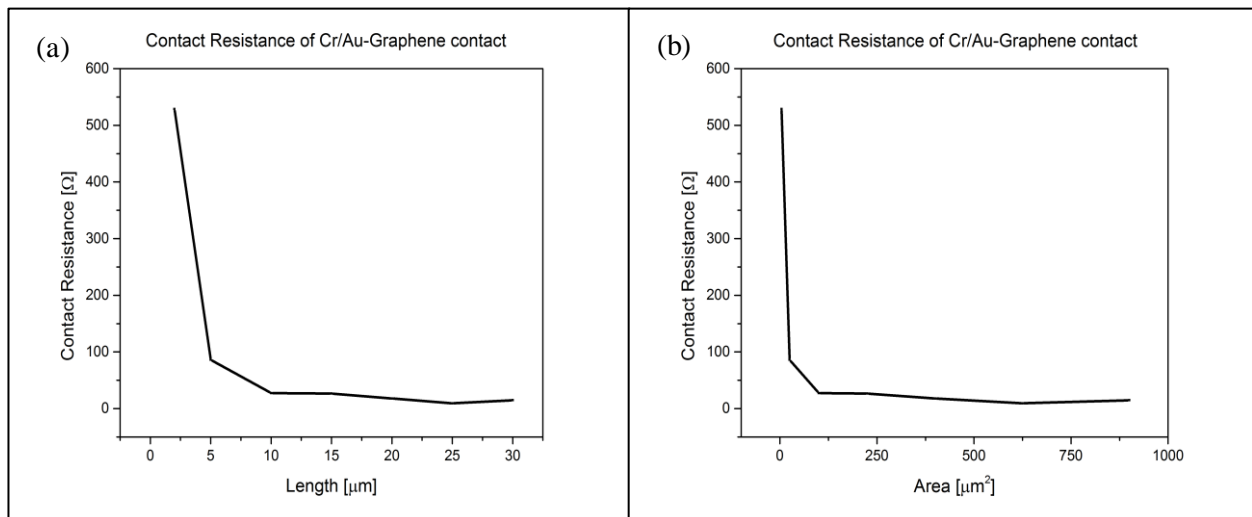 (a)
Contact Resistance of Cr/Au-Graphene contact
600
500
400
300
200
100
0
Contact Resistance [Ω]
0 5 10 15 20 25 30
Length [μm]
(b)
Contact Resistance of Cr/Au-Graphene contact
600
500
400
300
200
100
0
Contact Resistance [Ω]
0 250 500 750 1000
Area [μm²]